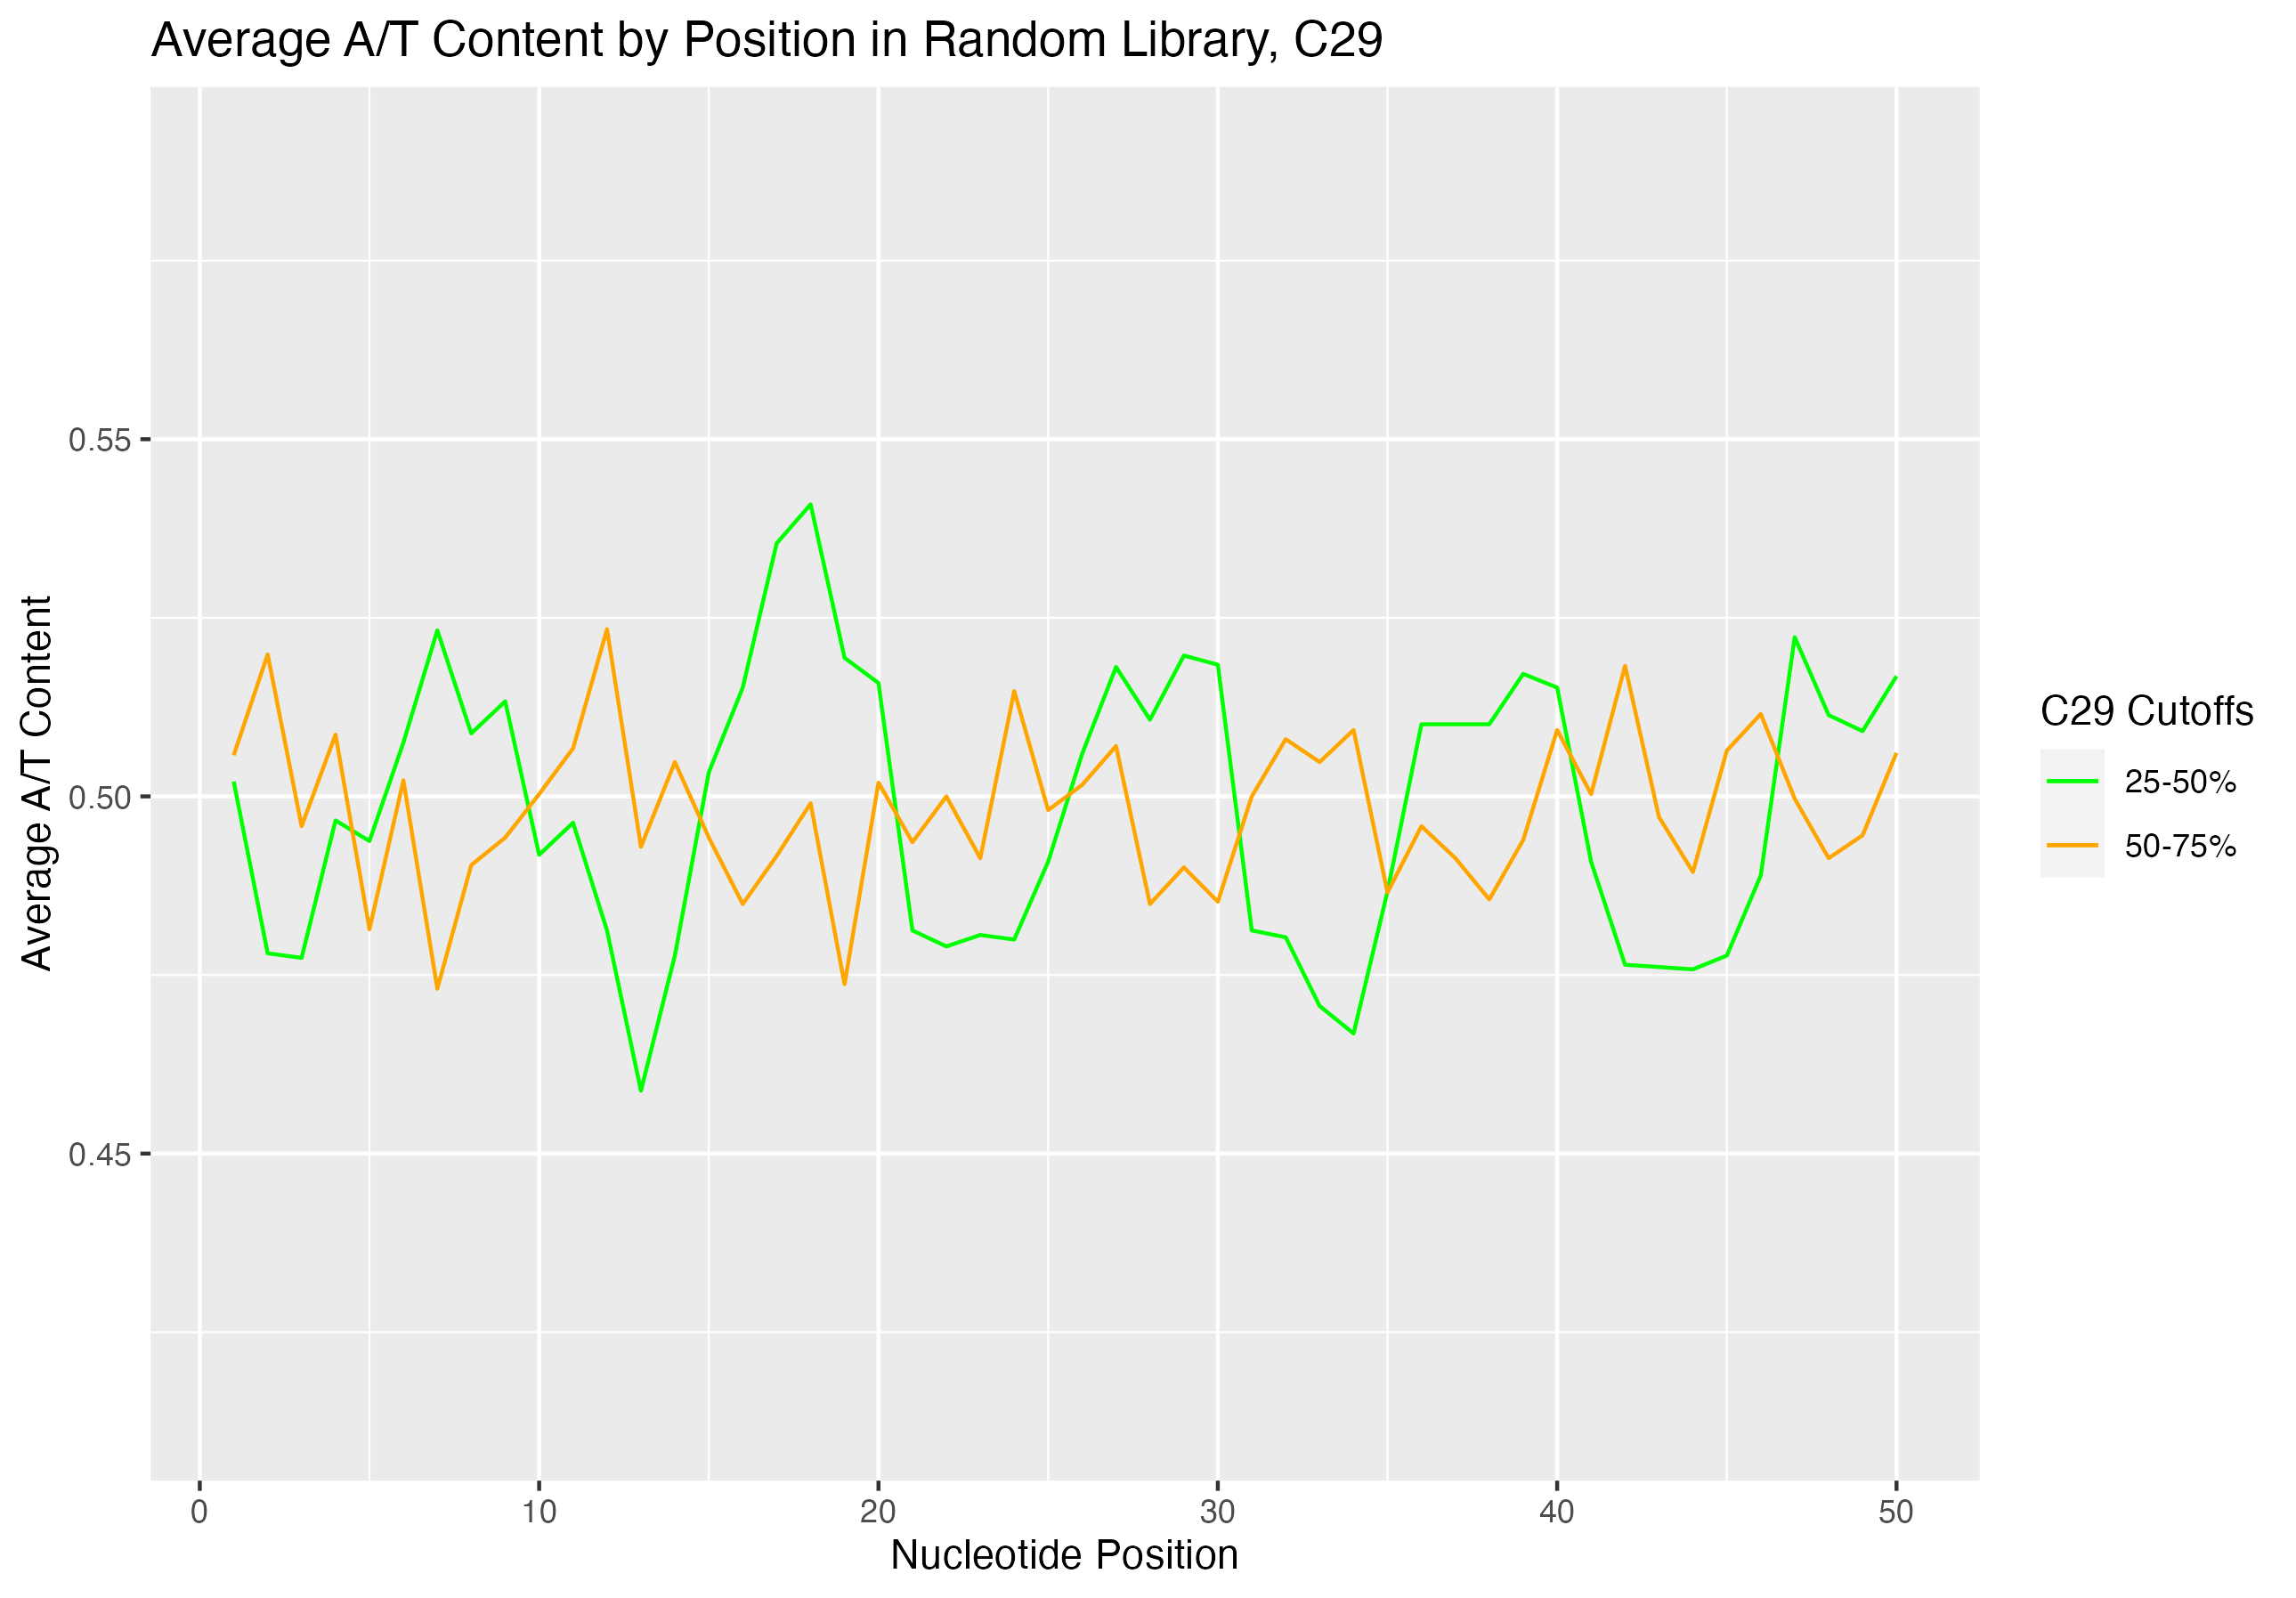 Average A/T Content by Position in Random Library, C29
Average A/T Content
0.55
0.50
0.45
0
10
20
30
40
50
Nucleotide Position
C29 Cutoffs
25-50%
50-75%